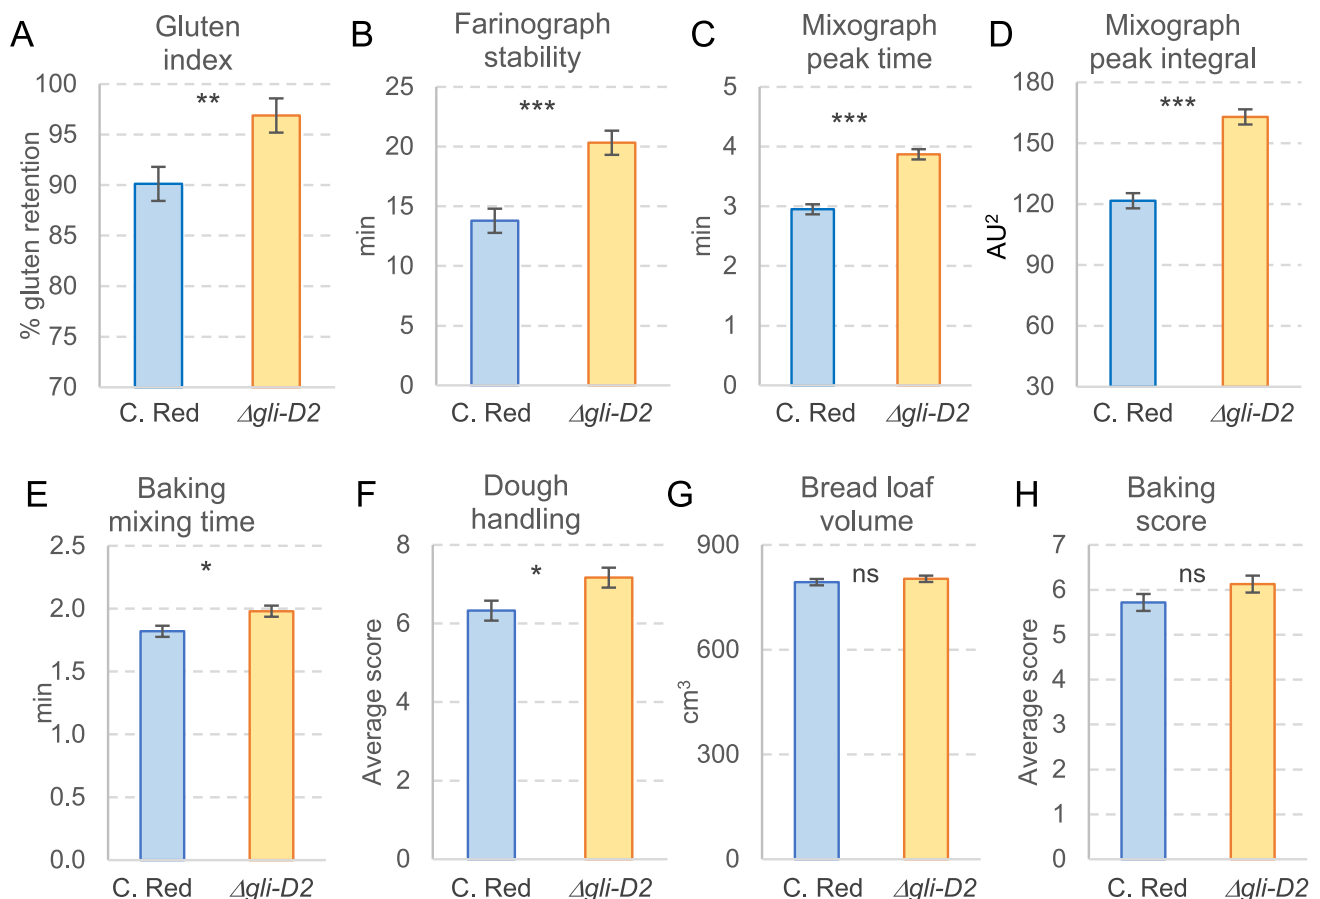 A
Gluten
index
% gluten retention
100
95
90
85
80
75
70
**
C. Red
Δgli-D2
B
Farinograph
stability
min
25
20
15
10
5
0
***
C. Red
Δgli-D2
C
Mixograph
peak time
min
5
4
3
2
1
0
***
C. Red
Δgli-D2
D
Mixograph
peak integral
AU²
180
150
120
90
60
30
***
C. Red
Δgli-D2
E
Baking
mixing time
min
2.5
2.0
1.5
1.0
0.5
0.0
*
C. Red
Δgli-D2
F
Dough
handling
Average score
8
6
4
2
0
*
C. Red
Δgli-D2
G
Bread loaf
volume
cm³
900
600
300
0
ns
C. Red
Δgli-D2
H
Baking
score
Average score
7
6
5
4
3
2
1
0
ns
C. Red
Δgli-D2